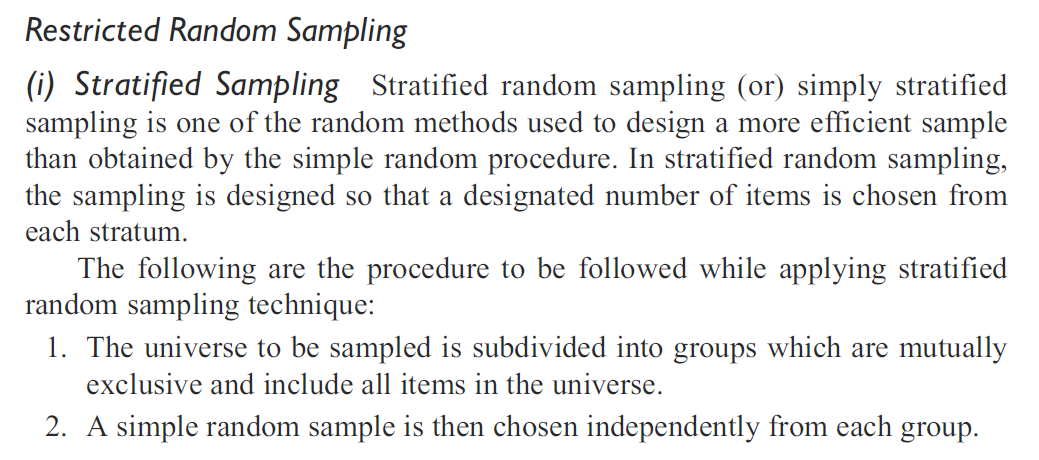 Restricted Random Sampling
(i) Stratified Sampling Stratified random sampling (or) simply stratified
sampling is one of the random methods used to design a more efficient sample
than obtained by the simple random procedure. In stratified random sampling,
the sampling is designed so that a designated number of items is chosen from
each stratum.
The following are the procedure to be followed while applying stratified
random sampling technique:
1. The universe to be sampled is subdivided into groups which are mutually
exclusive and include all items in the universe.
2. A simple random sample is then chosen independently from each group.